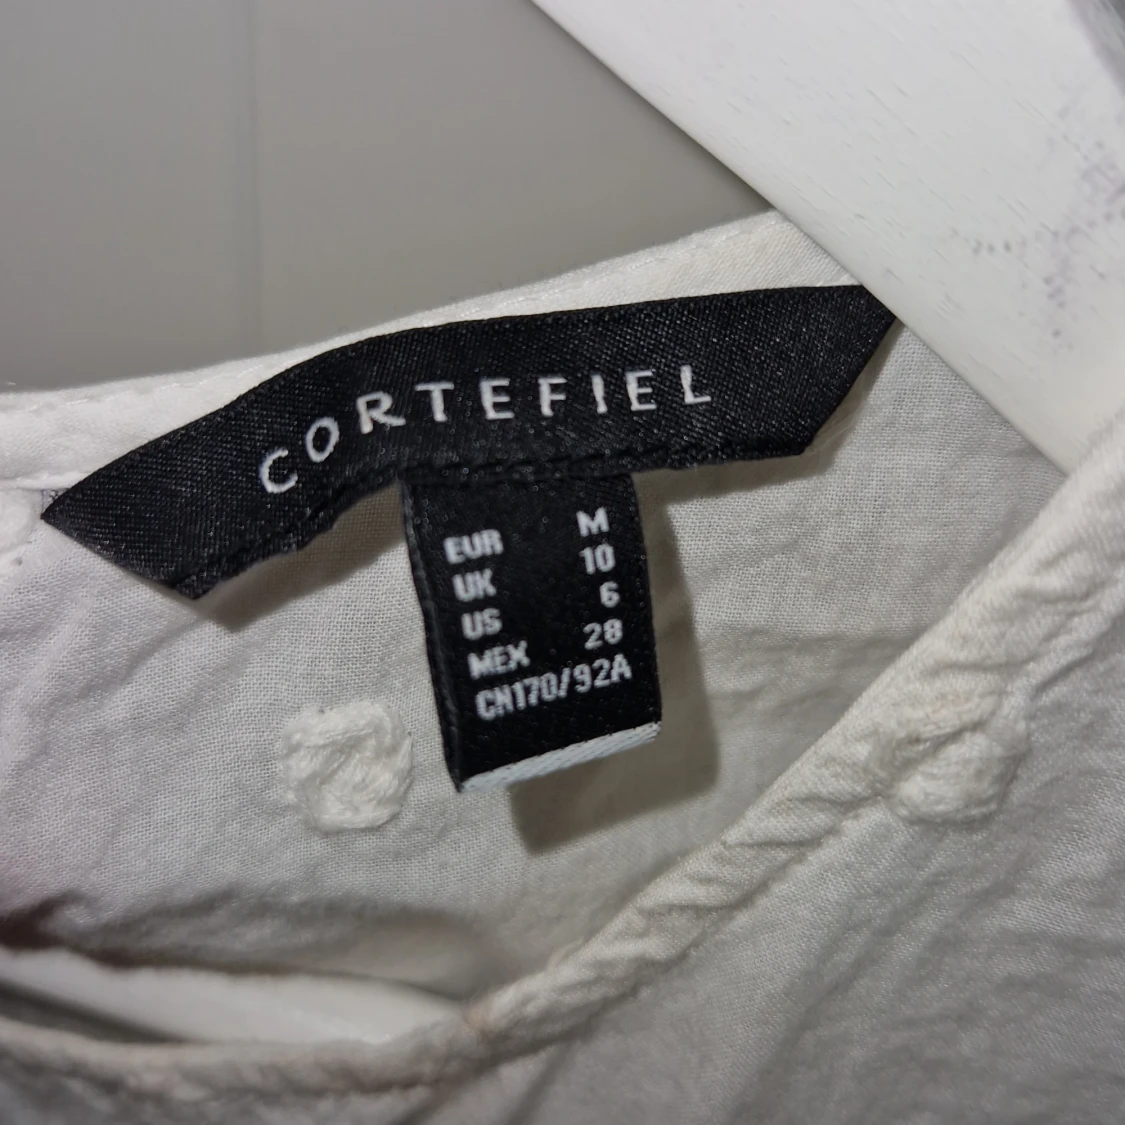 CORTEFIEL
EUR M
UK 10
US 6
MEX 28
CN170/92A